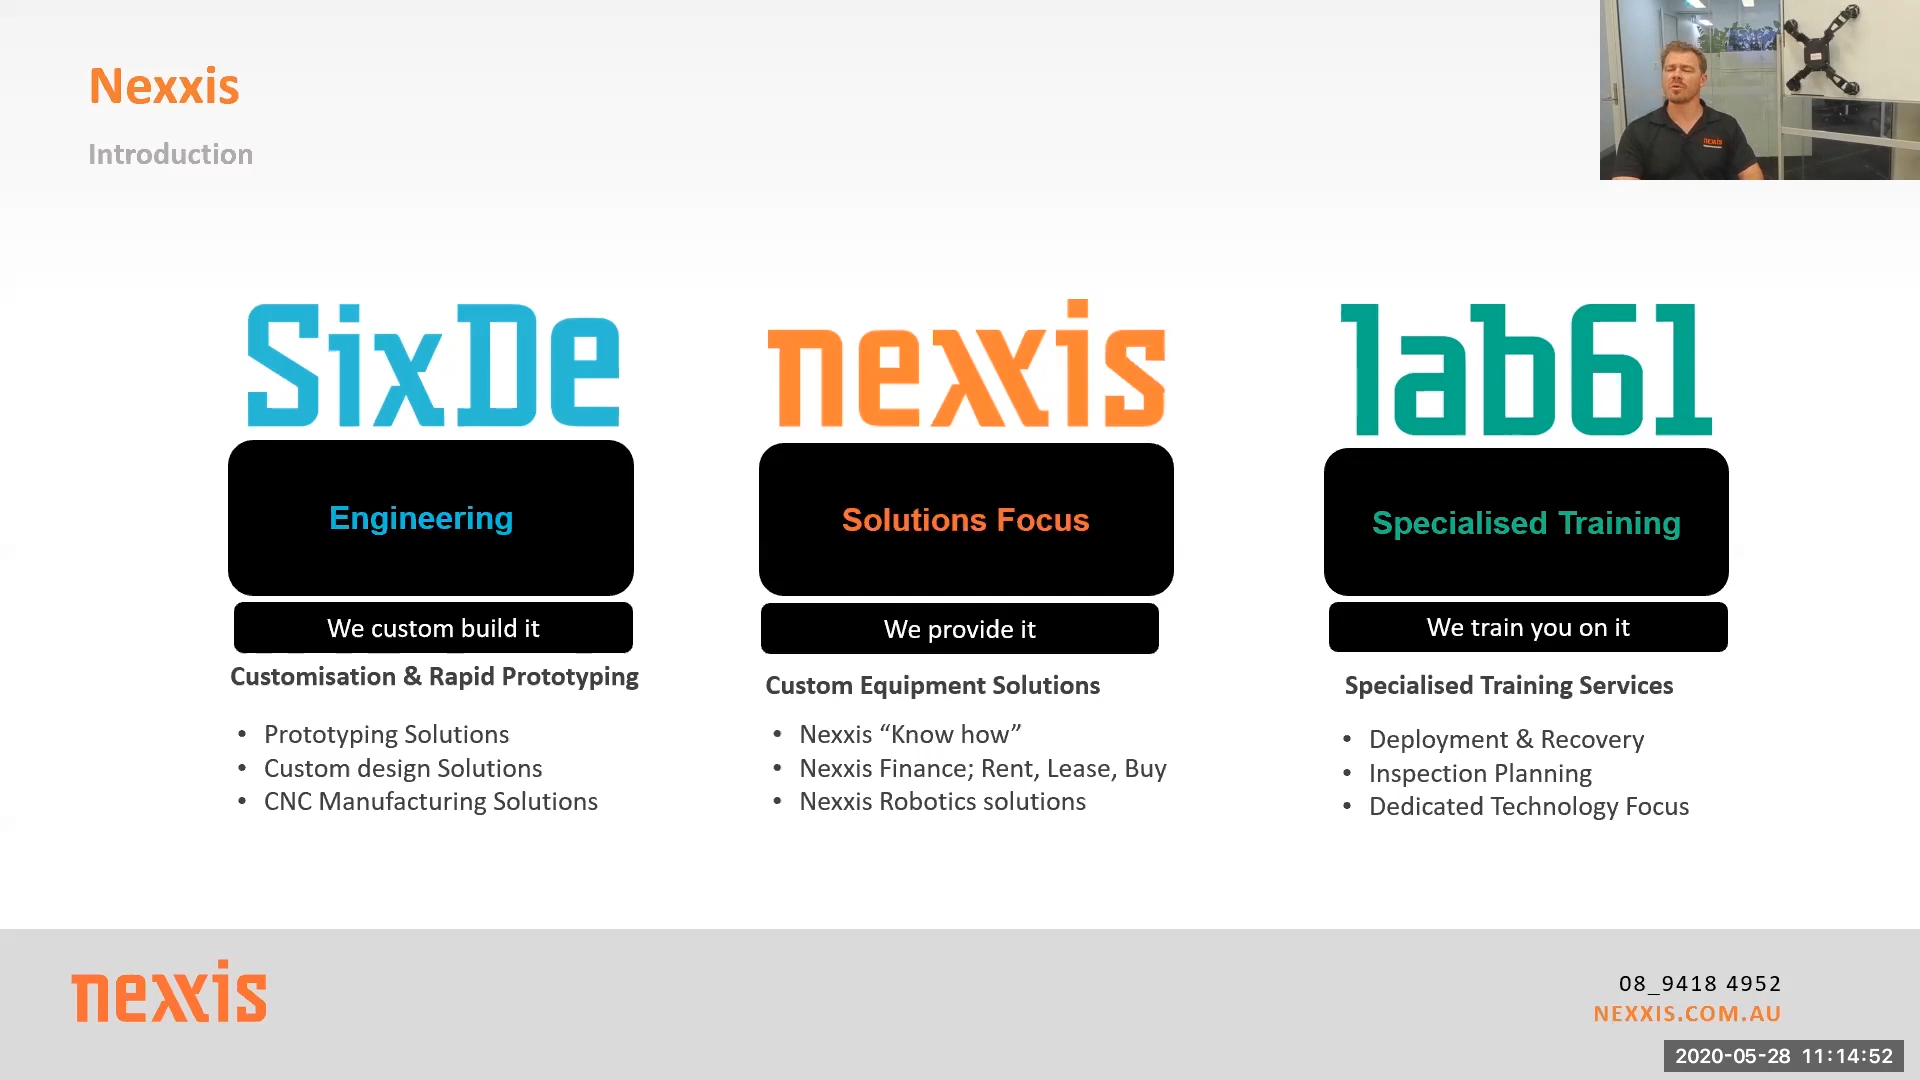 Nexxis
Introduction
SixDe
Engineering
We custom build it
Customisation & Rapid Prototyping
• Prototyping Solutions
• Custom design Solutions
• CNC Manufacturing Solutions
nexxis
Solutions Focus
We provide it
Custom Equipment Solutions
• Nexxis “Know how”
• Nexxis Finance; Rent, Lease, Buy
• Nexxis Robotics solutions
lab61
Specialised Training
We train you on it
Specialised Training Services
• Deployment & Recovery
• Inspection Planning
• Dedicated Technology Focus
nexxis
nexxis
08_9418 4952
NEXXIS.COM.AU
2020-05-28 11:14:52